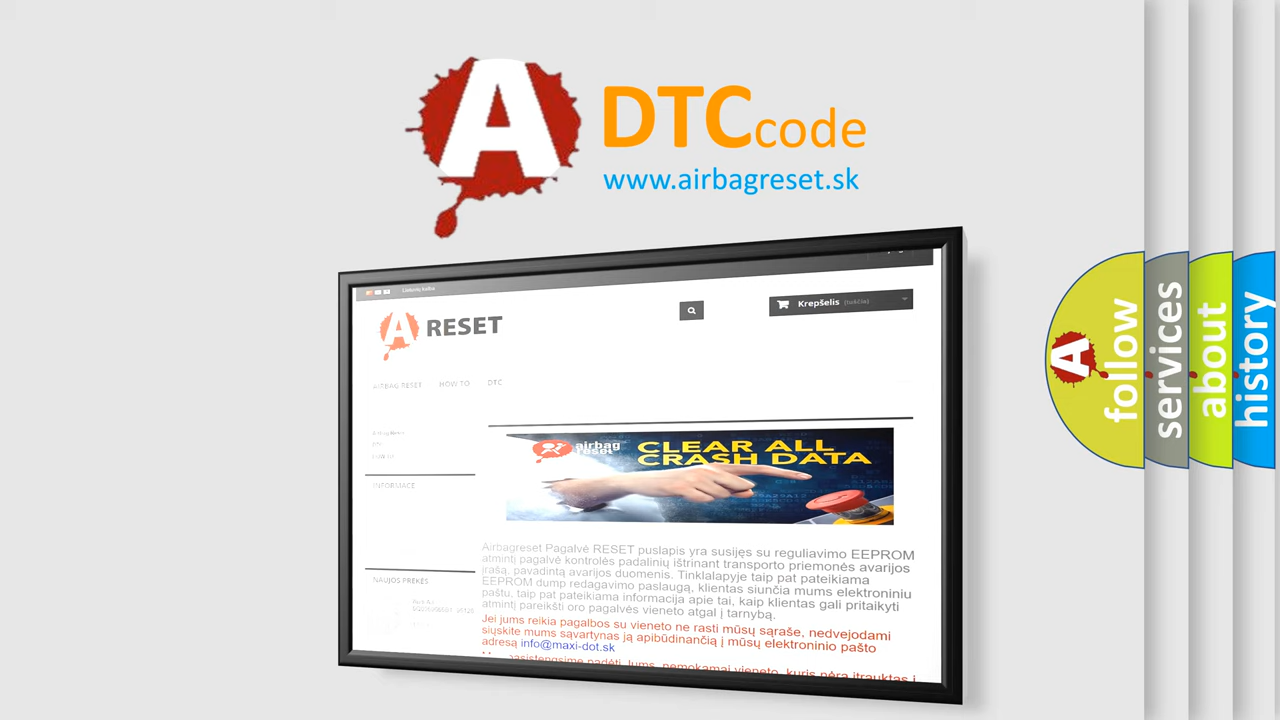 A
DTCcode
www.airbagreset.sk
A RESET
Krepšelis (tuščia)
AIRBAG RESET HOW TO DTC
INFORMACE
airbag
reset
CLEAR ALL
CRASH DATA
Airbagreset Pagalvė RESET puslapis yra susijęs su reguliavimo EEPROM
atmintį pagalvė kontrolės padalinių ištrinant transporto priemonės avarijos
įrašą, pavadintą avarijos duomenis. Tinklalapyje taip pat pateikiama
EEPROM dump redagavimo paslaugą, klientas siunčia mums elektroniniu
paštu, taip pat pateikiama informacija apie tai, kaip klientas gali pritaikyti
atmintį pareikšti oro pagalvės vieneto atgal į tarnybą.
Jei jums reikia pagalbos su vieneto ne rasti mūsų sąraše, nedvejodami
siųskite mums sąvartynas ją apibūdinančią į mūsų elektroninio pašto
adresą info@maxi-dot.sk
NAUJOS PREKĖS
A follow
services
about
history